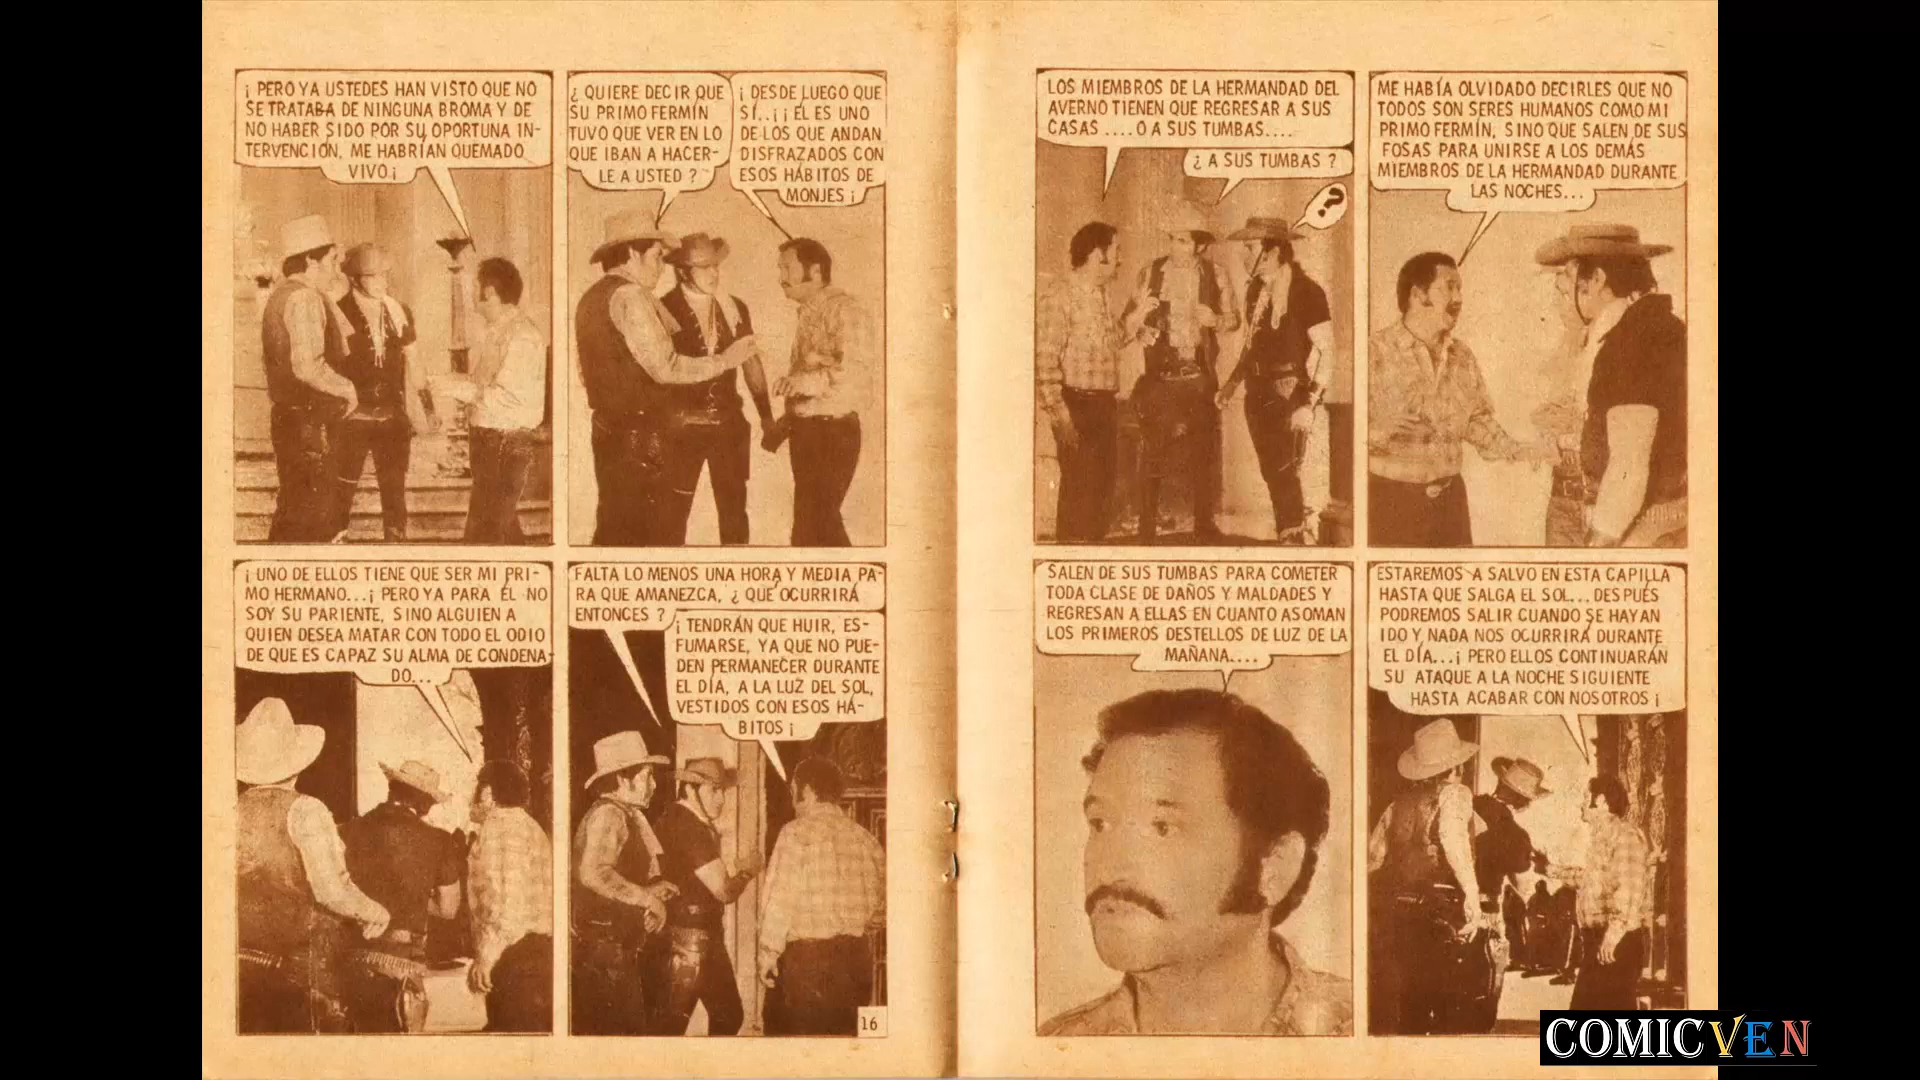 ¡ PERO YA USTEDES HAN VISTO QUE NO
SE TRATABA DE NINGUNA BROMA Y DE
NO HABER SIDO POR SU OPORTUNA IN-
TERVENCIÓN, ME HABRÍAN QUEMADO
VIVO ¡
¿ QUIERE DECIR QUE
SU PRIMO FERMÍN
TUVO QUE VER EN LO
QUE IBAN A HACER-
LE A USTED ?
¡ DESDE LUEGO QUE
SÍ...¡ ¡ ÉL ES UNO
DE LOS QUE ANDAN
DISFRAZADOS CON
ESOS HÁBITOS DE
MONJES ¡
¡ UNO DE ELLOS TIENE QUE SER MI PRI-
MO HERMANO...¡ PERO YA PARA ÉL NO
SOY SU PARIENTE, SINO ALGUIEN A
QUIEN DESEA MATAR CON TODO EL ODIO
DE QUE ES CAPAZ SU ALMA DE CONDENA-
DO...
FALTA LO MENOS UNA HORA Y MEDIA PA-
RA QUE AMANEZCA, ¿ QUÉ OCURRIRÁ
ENTONCES ?
¡ TENDRÁN QUE HUIR, ES-
FUMARSE, YA QUE NO PUE-
DEN PERMANECER DURANTE
EL DÍA, A LA LUZ DEL SOL,
VESTIDOS CON ESOS HÁ-
BITOS ¡
16
LOS MIEMBROS DE LA HERMANDAD DEL
AVERNO TIENEN QUE REGRESAR A SUS
CASAS .... O A SUS TUMBAS....
¿ A SUS TUMBAS ?
?
ME HABÍA OLVIDADO DECIRLES QUE NO
TODOS SON SERES HUMANOS COMO MI
PRIMO FERMÍN, SINO QUE SALEN DE SUS
FOSAS PARA UNIRSE A LOS DEMÁS
MIEMBROS DE LA HERMANDAD DURANTE
LAS NOCHES...
SALEN DE SUS TUMBAS PARA COMETER
TODA CLASE DE DAÑOS Y MALDADES Y
REGRESAN A ELLAS EN CUANTO ASOMAN
LOS PRIMEROS DESTELLOS DE LUZ DE LA
MAÑANA....
ESTAREMOS A SALVO EN ESTA CAPILLA
HASTA QUE SALGA EL SOL... DESPUÉS
PODREMOS SALIR CUANDO SE HAYAN
IDO Y NADA NOS OCURRIRÁ DURANTE
EL DÍA...¡ PERO ELLOS CONTINUARÁN
SU ATAQUE A LA NOCHE SIGUIENTE
HASTA ACABAR CON NOSOTROS ¡
COMICVEN